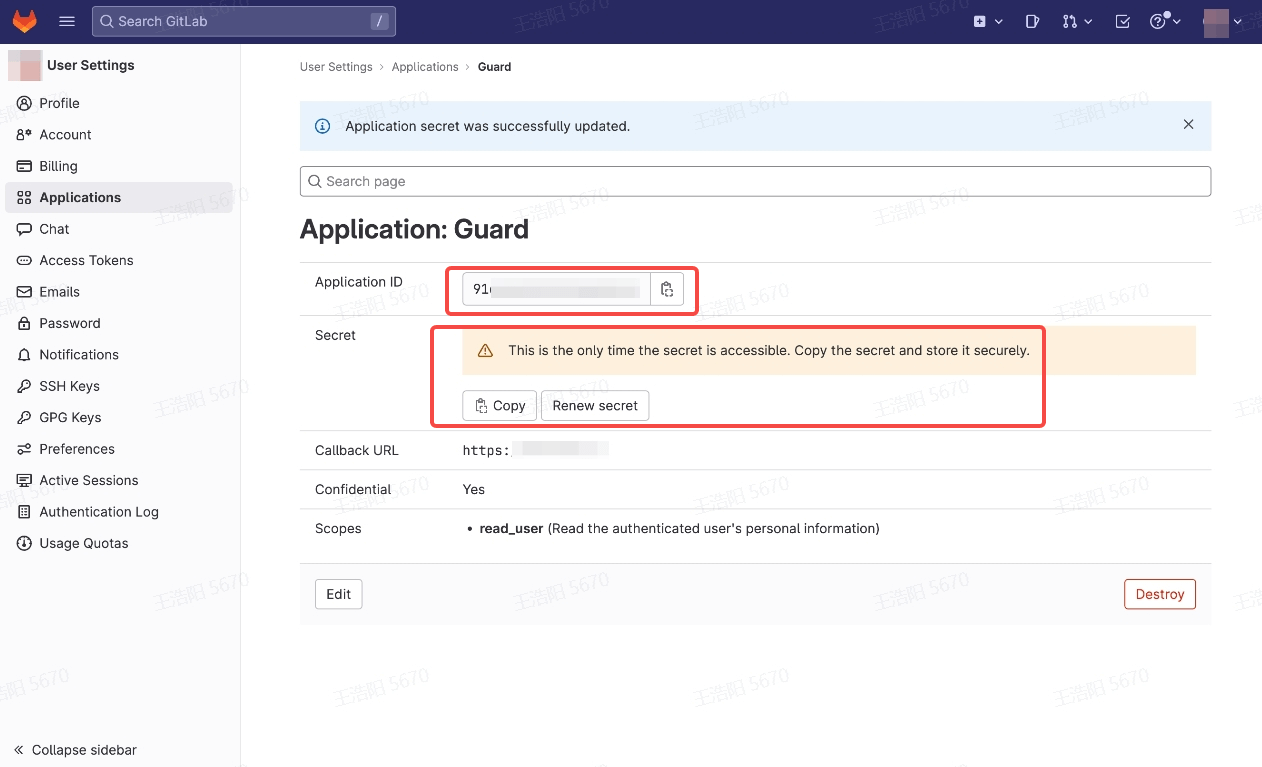 Search GitLab /
User Settings
Profile
Account
Billing
Applications
Chat
Access Tokens
Emails
Password
Notifications
SSH Keys
GPG Keys
Preferences
Active Sessions
Authentication Log
Usage Quotas
« Collapse sidebar
User Settings › Applications › Guard
Application secret was successfully updated.
Search page
Application: Guard
Application ID
Secret
This is the only time the secret is accessible. Copy the secret and store it securely.
Copy Renew secret
Callback URL https:
Confidential Yes
Scopes • read_user (Read the authenticated user's personal information)
Edit Destroy
王浩阳 5670